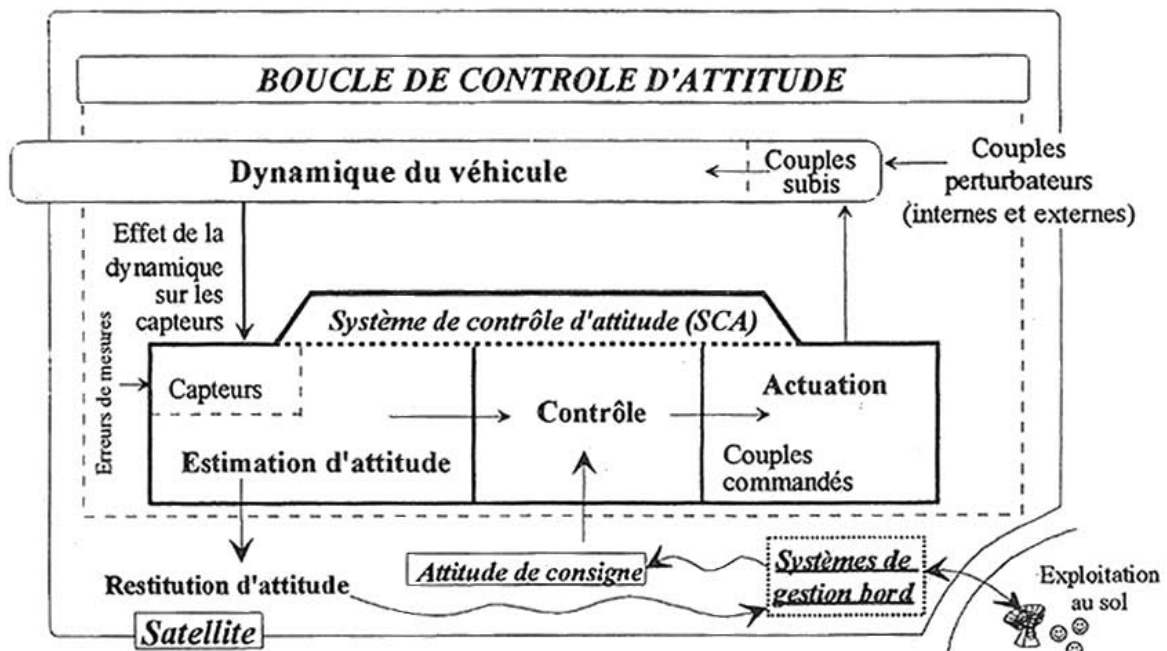 BOUCLE DE CONTROLE D'ATTITUDE
Dynamique du véhicule
Couples
subis
Couples
perturbateurs
(internes et externes)
Effet de la
dynamique
sur les
capteurs
Système de contrôle d'attitude (SCA)
Erreurs de mesures
Capteurs
Estimation d'attitude
Contrôle
Actuation
Couples
commandés
Restitution d'attitude
Attitude de consigne
Systèmes de
gestion bord
Exploitation
au sol
Satellite